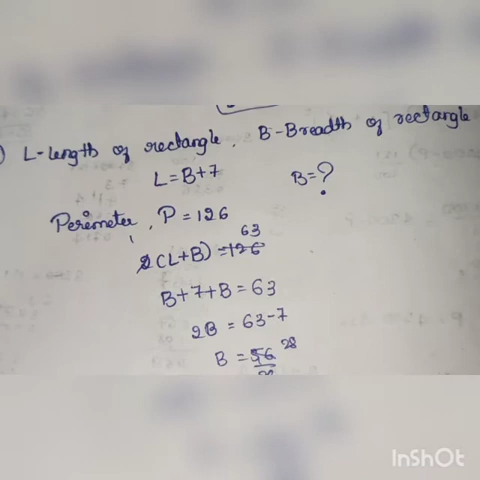 ) L-length of rectangle. B-Breadth of rectangle
L=B+7 B=?
Perimeter, P=126
2(L+B)=126 63
B+7+B=63
2B=63-7
B=56 28
InShOt